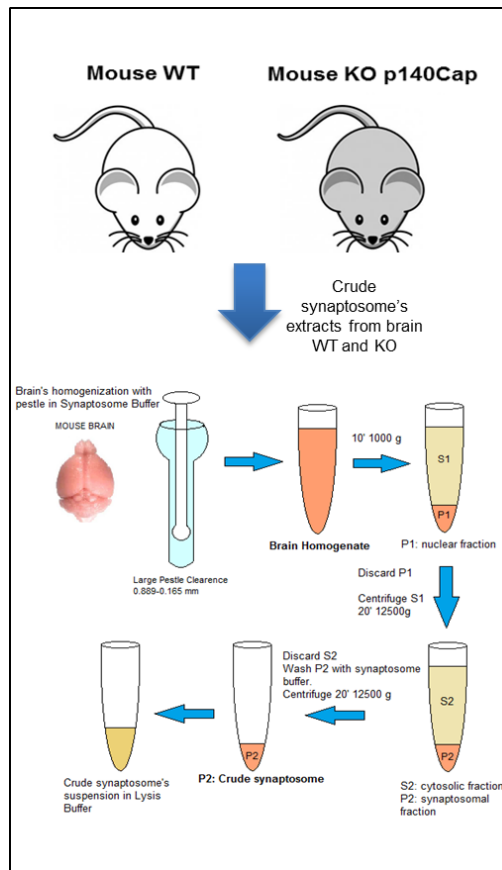 Mouse WT
Mouse KO p140Cap
Crude
synaptosome's
extracts from brain
WT and KO
Brain's homogenization with
pestle in Synaptosome Buffer
MOUSE BRAIN
Large Pestle Clearence
0.889-0.165 mm
Brain Homogenate
10' 1000 g
S1
P1
P1: nuclear fraction
Discard P1
Centrifuge S1
20' 12500g
S2
P2
S2: cytosolic fraction
P2: synaptosomal
fraction
Discard S2
Wash P2 with synaptosome
buffer.
Centrifuge 20' 12500 g
P2
P2: Crude synaptosome
Crude synaptosome's
suspension in Lysis
Buffer